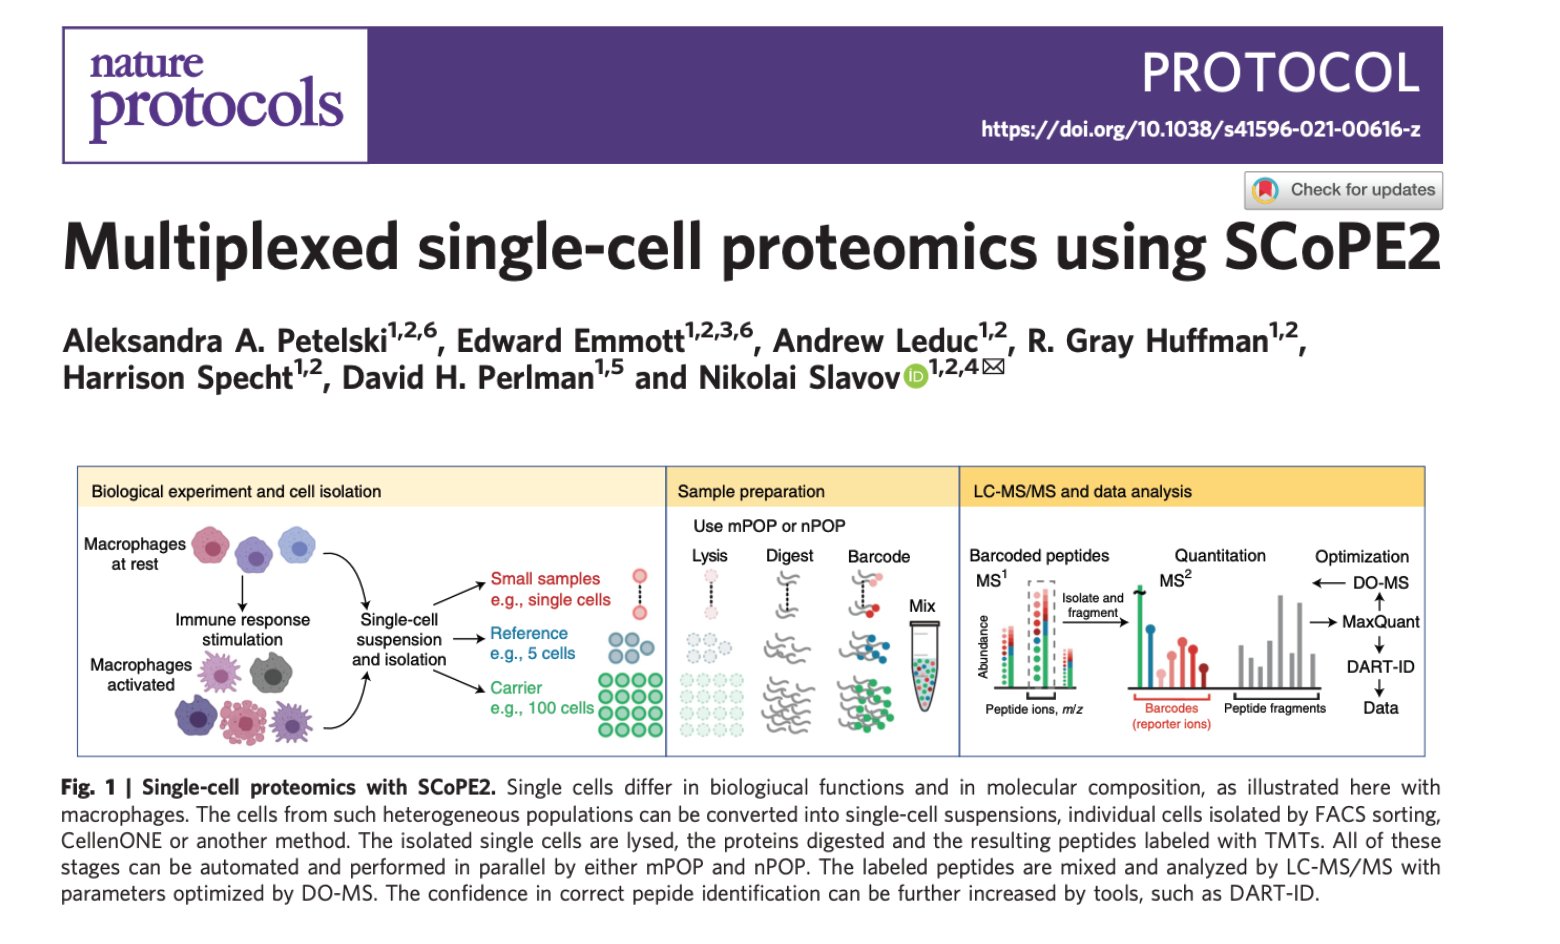 nature
protocols
PROTOCOL
https://doi.org/10.1038/s41596-021-00616-z
Check for updates
Multiplexed single-cell proteomics using SCoPE2
Aleksandra A. Petelski1,2,6, Edward Emmott1,2,3,6, Andrew Leduc1,2, R. Gray Huffman1,2,
Harrison Specht1,2, David H. Perlman1,5 and Nikolai Slavov iD 1,2,4✉
Biological experiment and cell isolation
Macrophages
at rest
Immune response
stimulation
Macrophages
activated
Single-cell
suspension
and isolation
Small samples
e.g., single cells
Reference
e.g., 5 cells
Carrier
e.g., 100 cells
Sample preparation
Use mPOP or nPOP
Lysis Digest Barcode
Mix
LC-MS/MS and data analysis
Barcoded peptides
MS1
Abundance
Peptide ions, m/z
Isolate and
fragment
Quantitation
MS2
Barcodes
(reporter ions)
Peptide fragments
Optimization
DO-MS
MaxQuant
DART-ID
Data
Fig. 1 | Single-cell proteomics with SCoPE2. Single cells differ in biologiucal functions and in molecular composition, as illustrated here with
macrophages. The cells from such heterogeneous populations can be converted into single-cell suspensions, individual cells isolated by FACS sorting,
CellenONE or another method. The isolated single cells are lysed, the proteins digested and the resulting peptides labeled with TMTs. All of these
stages can be automated and performed in parallel by either mPOP and nPOP. The labeled peptides are mixed and analyzed by LC-MS/MS with
parameters optimized by DO-MS. The confidence in correct pepide identification can be further increased by tools, such as DART-ID.